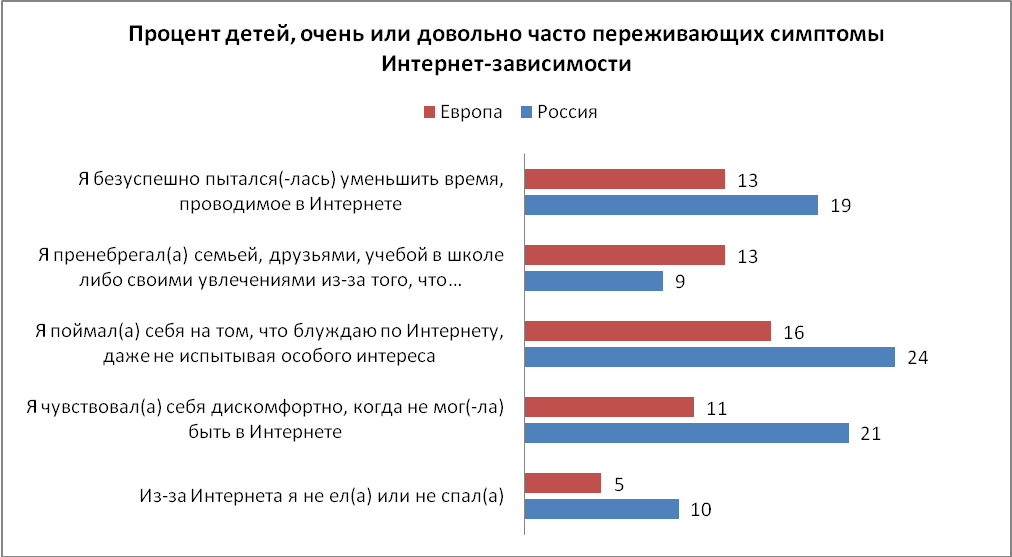 Процент детей, очень или довольно часто переживающих симптомы
Интернет-зависимости
Европа Россия
Я безуспешно пытался(-лась) уменьшить время,
проводимое в Интернете
13
19
Я пренебрегал(а) семьей, друзьями, учебой в школе
либо своими увлечениями из-за того, что...
13
9
Я поймал(а) себя на том, что блуждаю по Интернету,
даже не испытывая особого интереса
16
24
Я чувствовал(а) себя дискомфортно, когда не мог(-ла)
быть в Интернете
11
21
Из-за Интернета я не ел(а) или не спал(а)
5
10